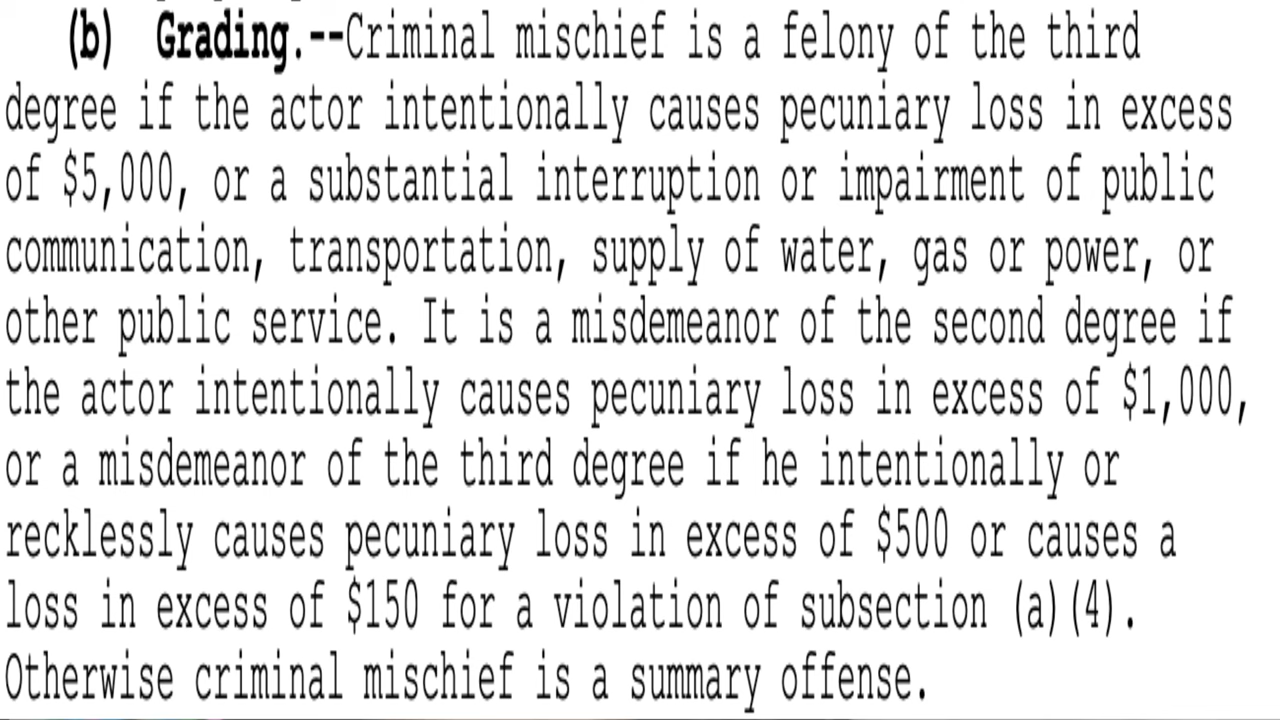 (b) Grading.--Criminal mischief is a felony of the third
degree if the actor intentionally causes pecuniary loss in excess
of $5,000, or a substantial interruption or impairment of public
communication, transportation, supply of water, gas or power, or
other public service. It is a misdemeanor of the second degree if
the actor intentionally causes pecuniary loss in excess of $1,000,
or a misdemeanor of the third degree if he intentionally or
recklessly causes pecuniary loss in excess of $500 or causes a
loss in excess of $150 for a violation of subsection (a)(4).
Otherwise criminal mischief is a summary offense.